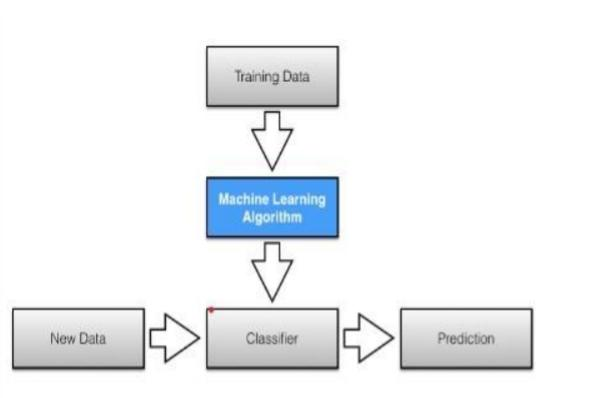 Training Data
Machine Learning
Algorithm
New Data
Classifier
Prediction